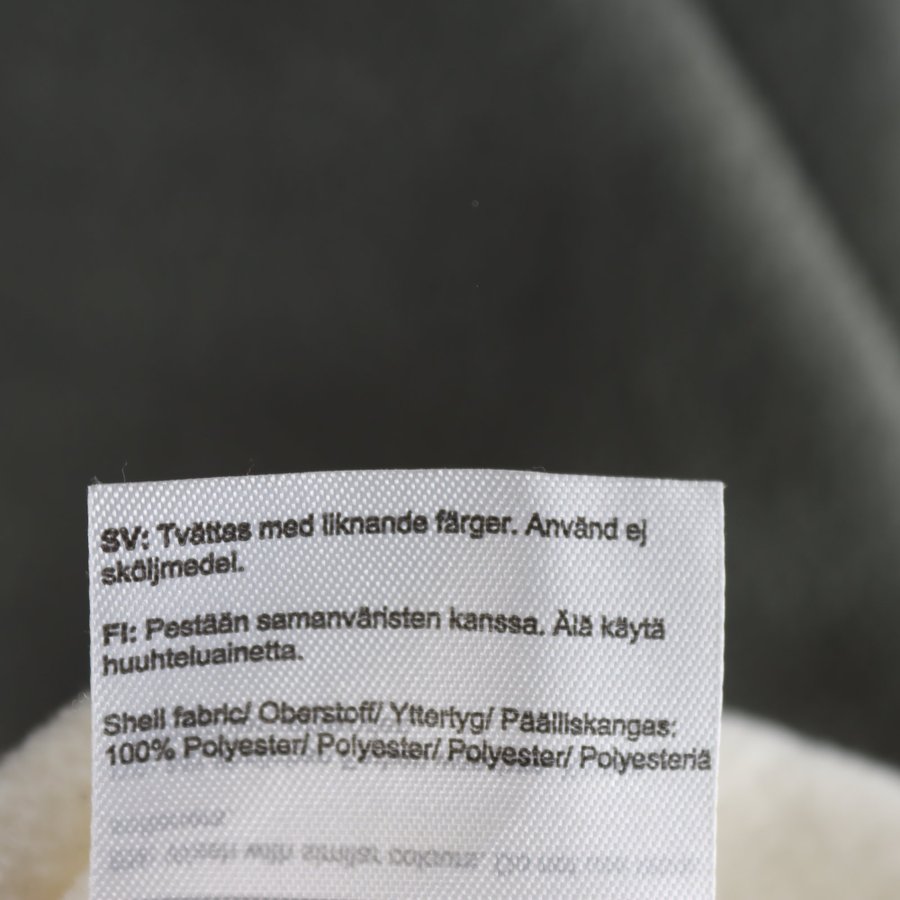 SV: Tvättas med liknande färger. Använd ej
sköljmedel.
FI: Pestään samanväristen kanssa. Älä käytä
huuhteluainetta.
Shell fabric/ Oberstoff/ Yttertyg/ Päälliskangas:
100% Polyester/ Polyester/ Polyester/ Polyesteriä